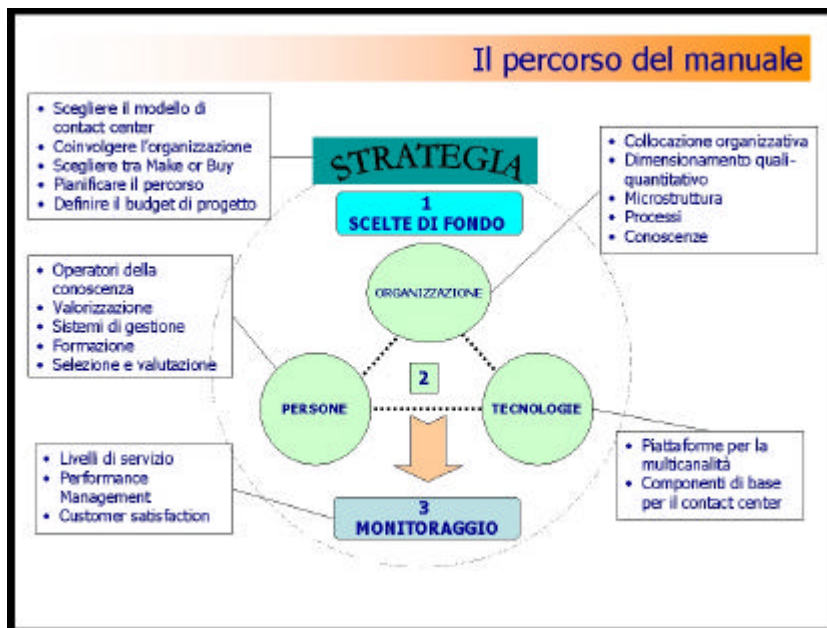 Il percorso del manuale
• Scegliere il modello di
contact center
• Coinvolgere l'organizzazione
• Scegliere tra Make or Buy
• Pianificare il percorso
• Definire il budget di progetto
STRATEGIA
1
SCELTE DI FONDO
• Collocazione organizzativa
• Dimensionamento quali-
quantitativo
• Microstruttura
• Processi
• Conoscenze
• Operatori della
conoscenza
• Valorizzazione
• Sistemi di gestione
• Formazione
• Selezione e valutazione
ORGANIZZAZIONE
2
PERSONE
TECNOLOGIE
• Livelli di servizio
• Performance
Management
• Customer satisfaction
• Piattaforme per la
multicanalità
• Componenti di base
per il contact center
3
MONITORAGGIO